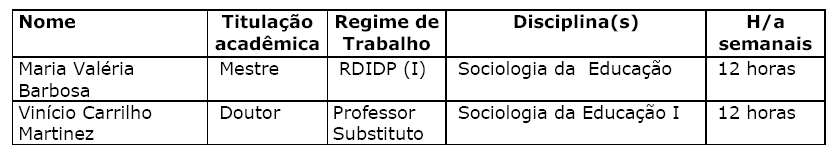 Nome Titulação acadêmica Regime de Trabalho Disciplina(s) H/a semanais
Maria Valéria Barbosa Mestre RDIDP (I) Sociologia da Educação 12 horas
Vinício Carrilho Martinez Doutor Professor Substituto Sociologia da Educação I 12 horas